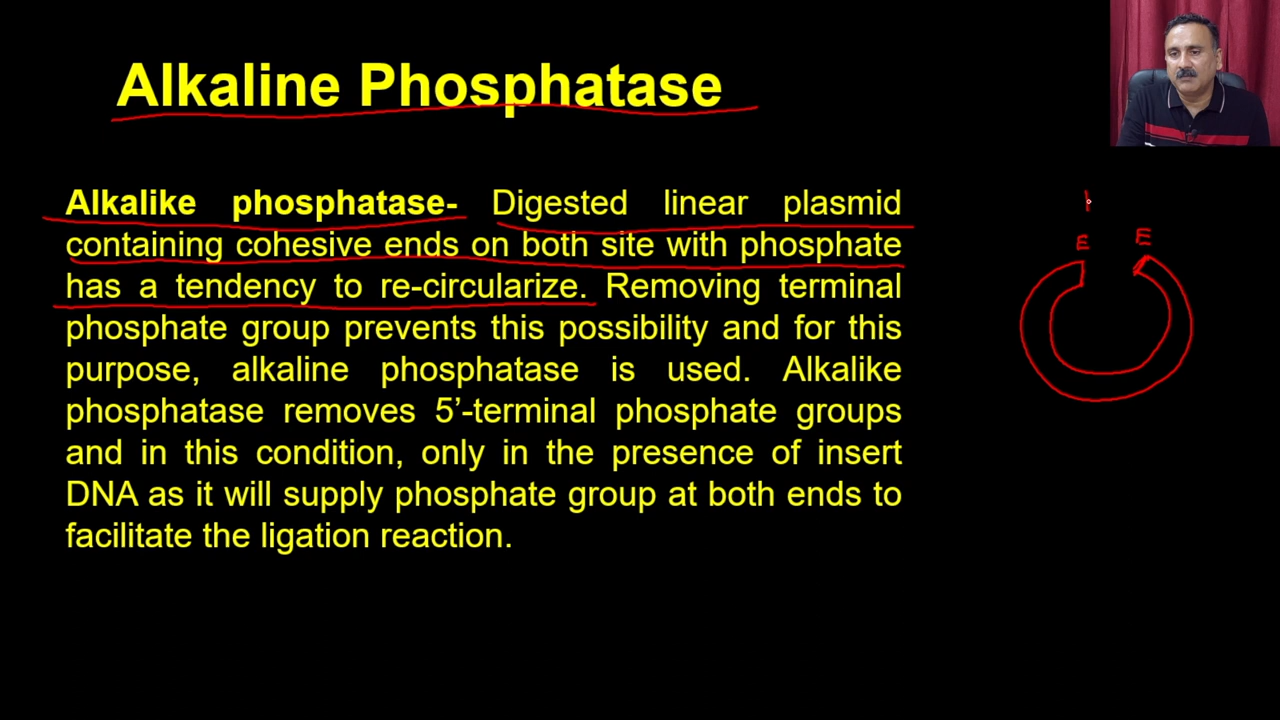 Alkaline Phosphatase
Alkalike phosphatase- Digested linear plasmid
containing cohesive ends on both site with phosphate
has a tendency to re-circularize. Removing terminal
phosphate group prevents this possibility and for this
purpose, alkaline phosphatase is used. Alkalike
phosphatase removes 5’-terminal phosphate groups
and in this condition, only in the presence of insert
DNA as it will supply phosphate group at both ends to
facilitate the ligation reaction.
E E